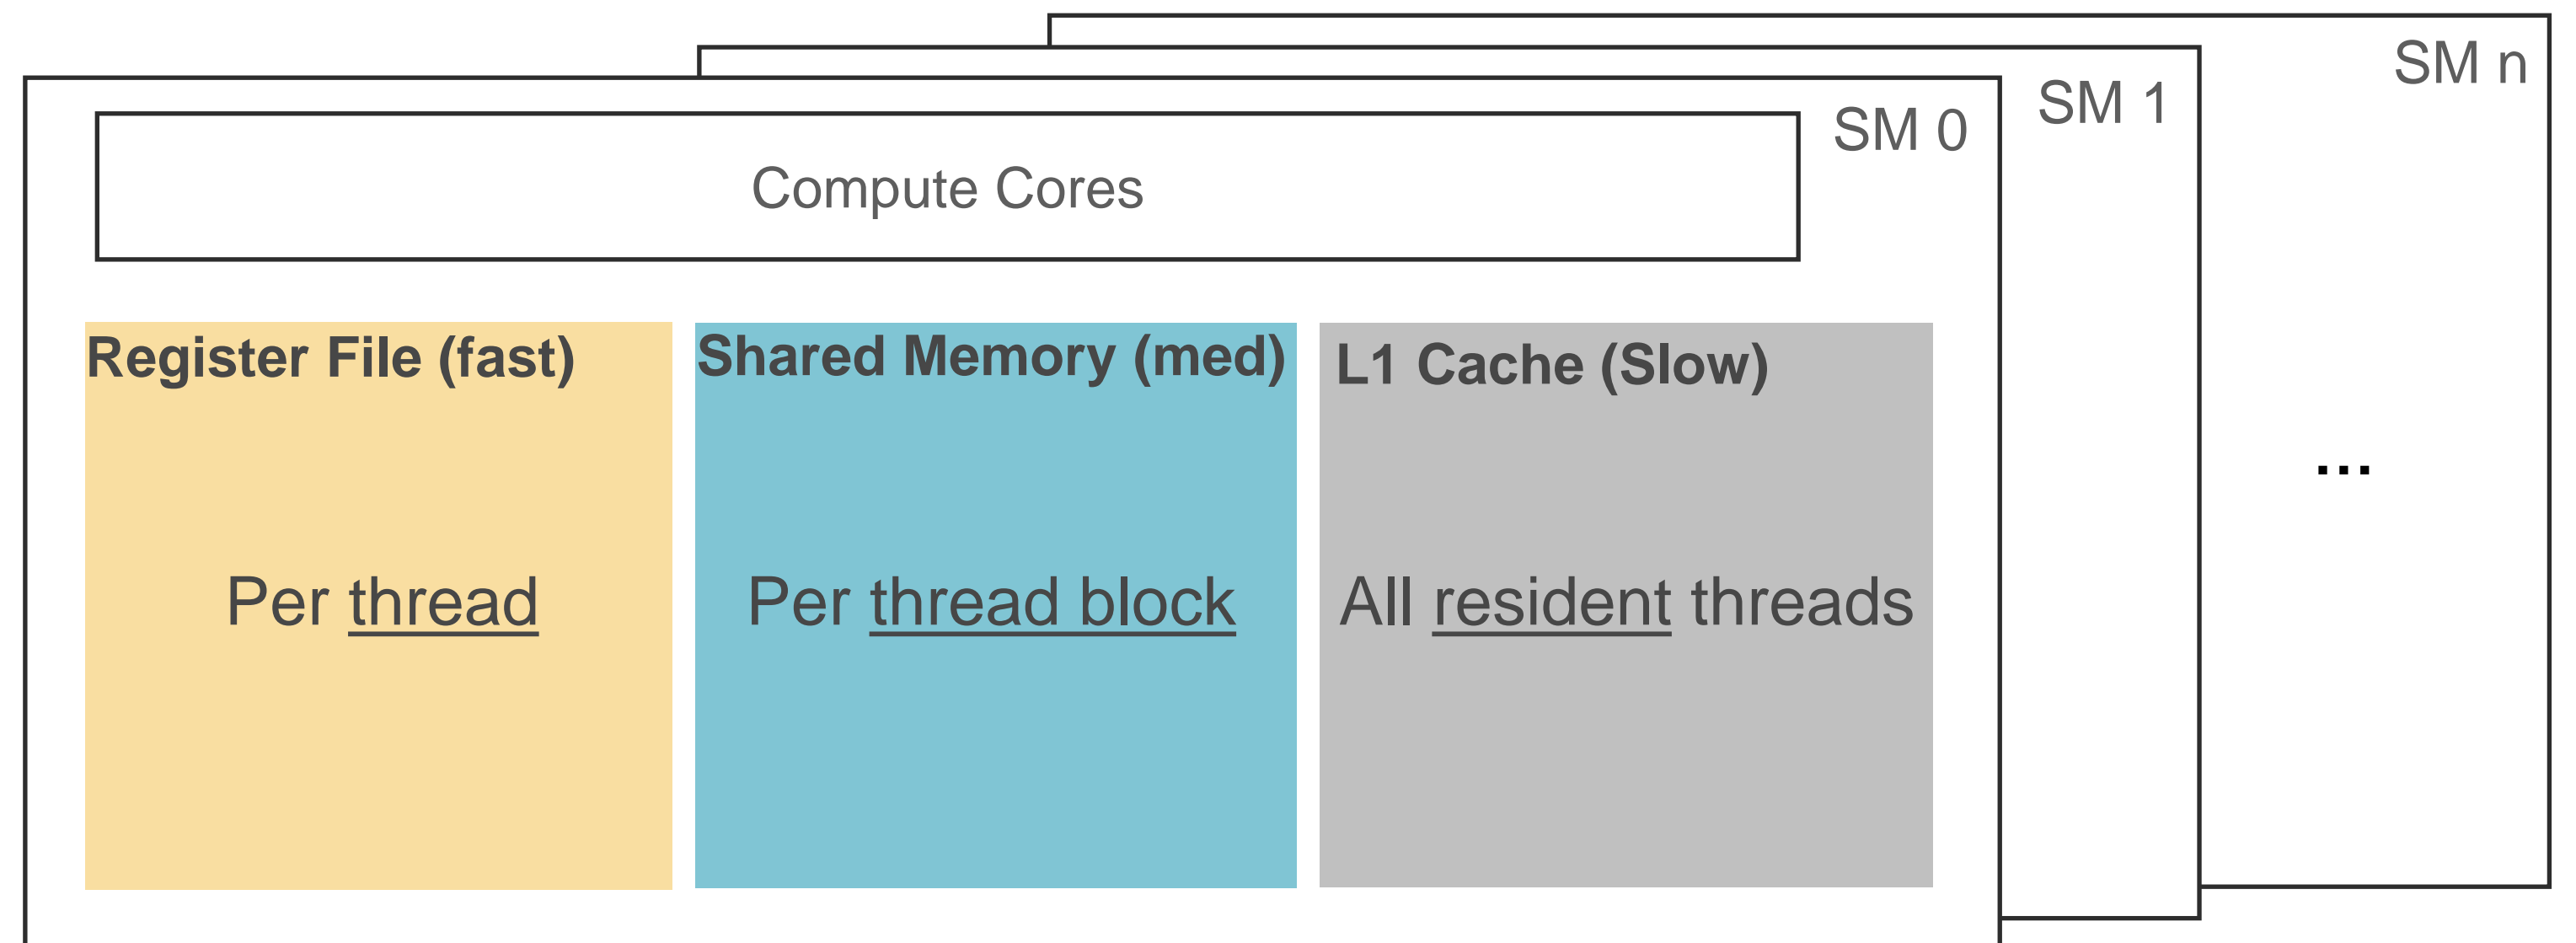 SM n
SM 1
SM 0
Compute Cores
Register File (fast)
Shared Memory (med)
L1 Cache (Slow)
...
Per thread
Per thread block
All resident threads